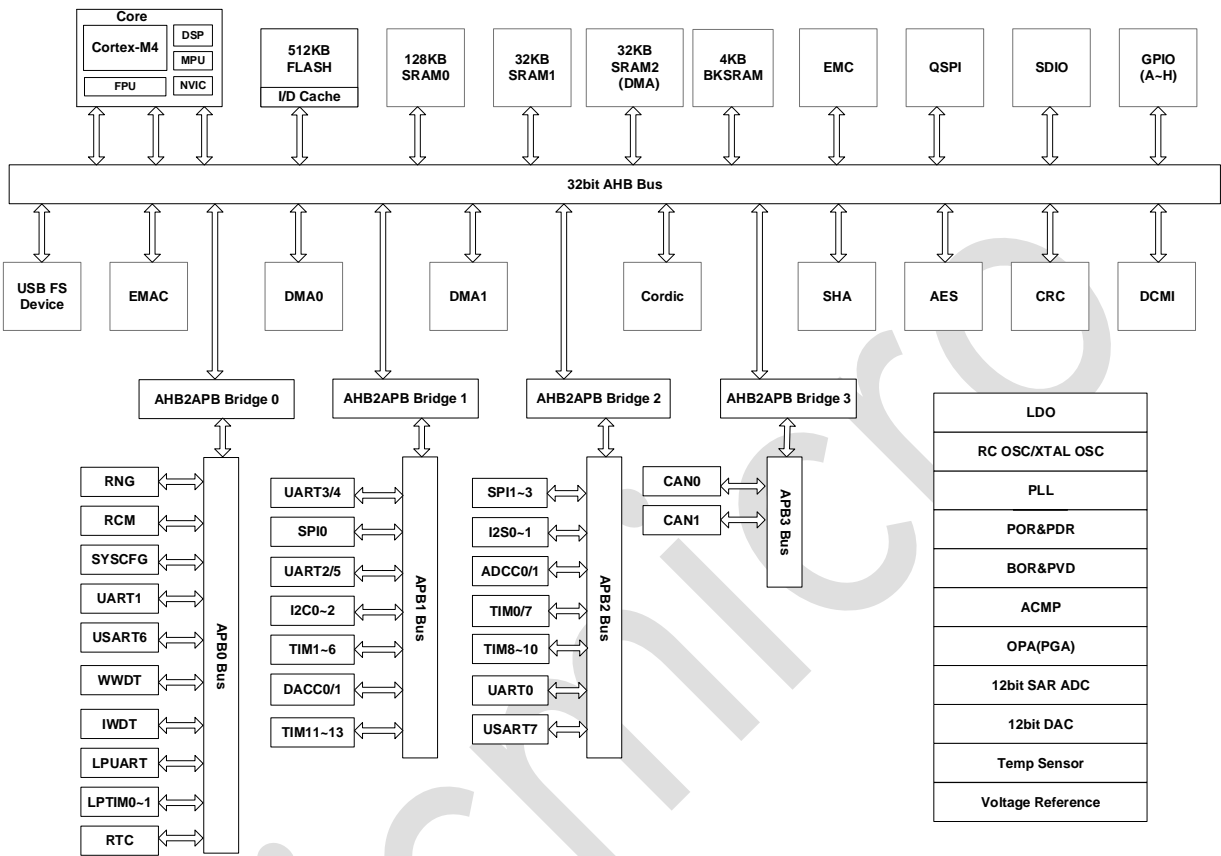 Core
Cortex-M4
DSP
MPU
FPU
NVIC
512KB
FLASH
I/D Cache
128KB
SRAM0
32KB
SRAM1
32KB
SRAM2
(DMA)
4KB
BKSRAM
EMC
QSPI
SDIO
GPIO
(A~H)
32bit AHB Bus
USB FS
Device
EMAC
DMA0
DMA1
Cordic
SHA
AES
CRC
DCMI
AHB2APB Bridge 0
AHB2APB Bridge 1
AHB2APB Bridge 2
AHB2APB Bridge 3
RNG
RCM
SYSCFG
UART1
USART6
WWDT
IWDT
LPUART
LPTIM0~1
RTC
APB0 Bus
UART3/4
SPI0
UART2/5
I2C0~2
TIM1~6
DACC0/1
TIM11~13
APB1 Bus
SPI1~3
I2S0~1
ADCC0/1
TIM0/7
TIM8~10
UART0
USART7
APB2 Bus
CAN0
CAN1
APB3 Bus
LDO
RC OSC/XTAL OSC
PLL
POR&PDR
BOR&PVD
ACMP
OPA(PGA)
12bit SAR ADC
12bit DAC
Temp Sensor
Voltage Reference